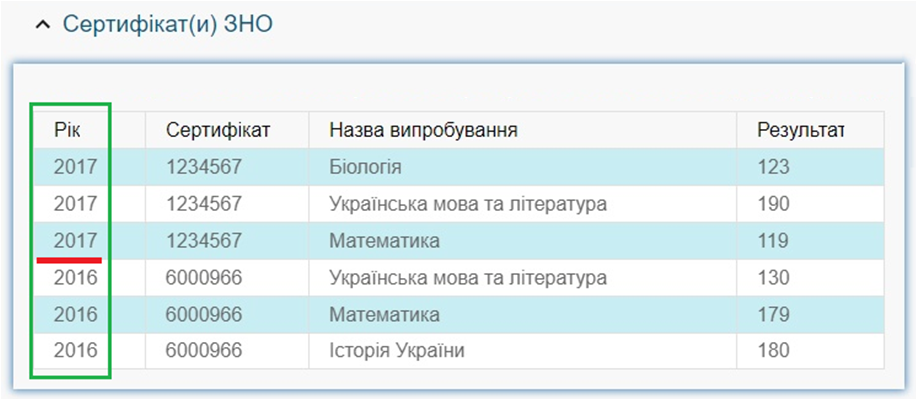 Сертифікат(и) ЗНО
Рік Сертифікат Назва випробування Результат
2017 1234567 Біологія 123
2017 1234567 Українська мова та література 190
2017 1234567 Математика 119
2016 6000966 Українська мова та література 130
2016 6000966 Математика 179
2016 6000966 Історія України 180